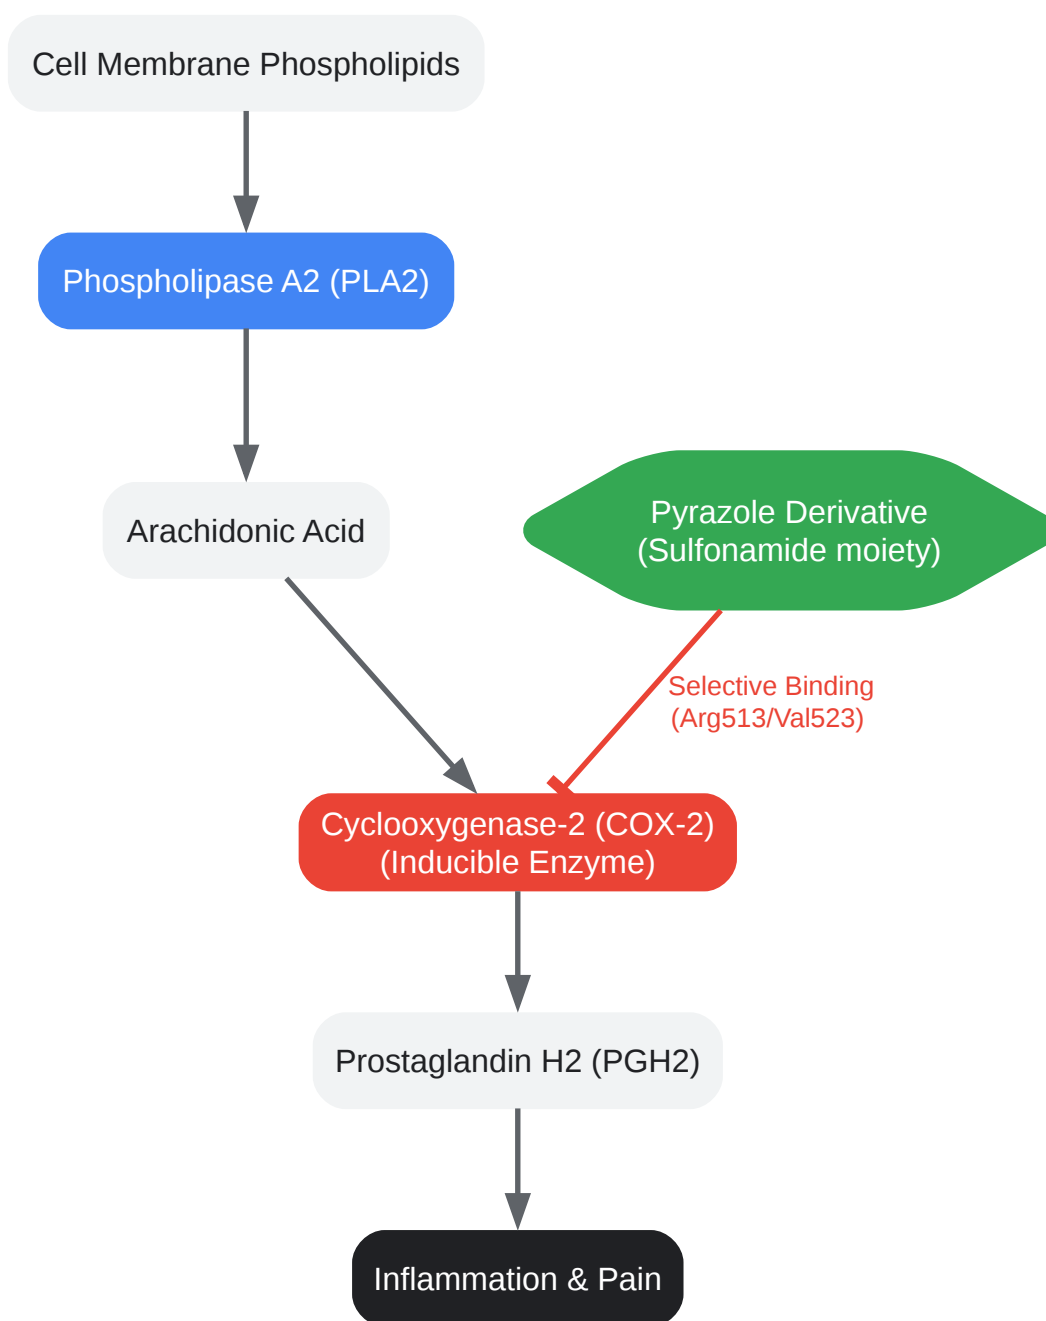 Cell Membrane Phospholipids
Phospholipase A2 (PLA2)
Arachidonic Acid
Pyrazole Derivative
(Sulfonamide moiety)
Selective Binding
(Arg513/Val523)
Cyclooxygenase-2 (COX-2)
(Inducible Enzyme)
Prostaglandin H2 (PGH2)
Inflammation & Pain